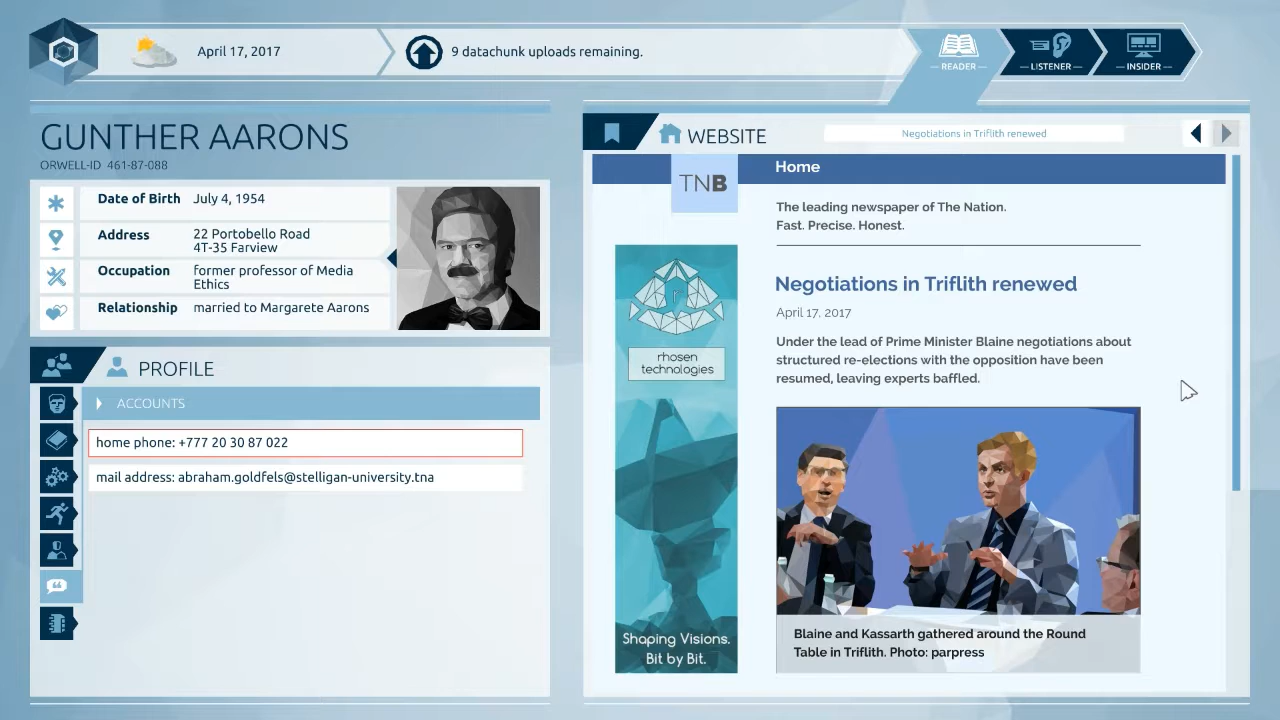 April 17, 2017
9 datachunk uploads remaining.
READER
LISTENER
INSIDER
GUNTHER AARONS
ORWELL-ID 461-87-088
Date of Birth July 4, 1954
Address 22 Portobello Road
4T-35 Farview
Occupation former professor of Media
Ethics
Relationship married to Margarete Aarons
PROFILE
ACCOUNTS
home phone: +777 20 30 87 022
mail address: abraham.goldfels@stelligan-university.tna
WEBSITE
Negotiations in Triflith renewed
TNB
Home
The leading newspaper of The Nation.
Fast. Precise. Honest.
rhosen
technologies
Shaping Visions.
Bit by Bit.
Negotiations in Triflith renewed
April 17. 2017
Under the lead of Prime Minister Blaine negotiations about
structured re-elections with the opposition have been
resumed, leaving experts baffled.
Blaine and Kassarth gathered around the Round
Table in Triflith. Photo: parpress